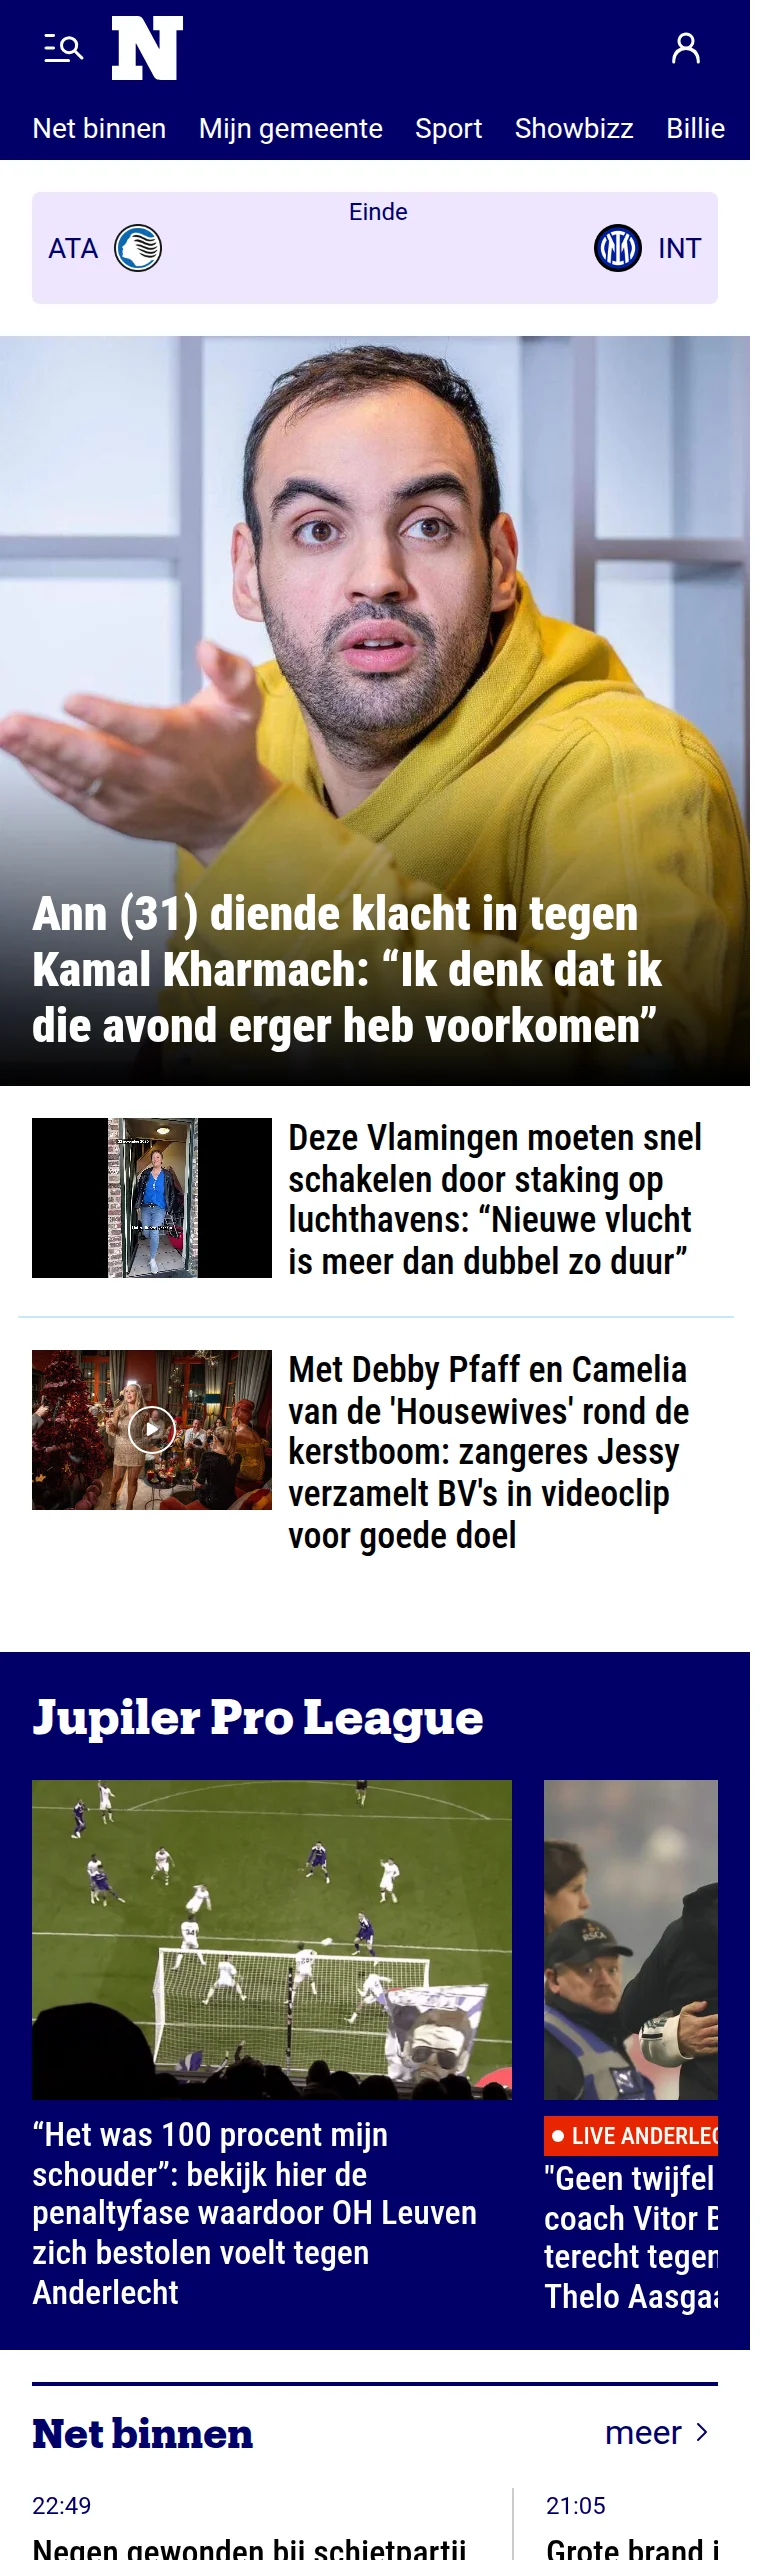 N
Net binnen Mijn gemeente Sport Showbizz Billie
Einde
ATA INT
Ann (31) diende klacht in tegen
Kamal Kharmach: “Ik denk dat ik
die avond erger heb voorkomen”
Deze Vlamingen moeten snel
schakelen door staking op
luchthavens: “Nieuwe vlucht
is meer dan dubbel zo duur”
Met Debby Pfaff en Camelia
van de 'Housewives' rond de
kerstboom: zangeres Jessy
verzamelt BV's in videoclip
voor goede doel
Jupiler Pro League
RSCA
“Het was 100 procent mijn
schouder”: bekijk hier de
penaltyfase waardoor OH Leuven
zich bestolen voelt tegen
Anderlecht
LIVE ANDERLEC
"Geen twijfel
coach Vitor B
terecht tegen
Thelo Aasgaa
Net binnen
meer
22:49
Negen gewonden bij schietpartij
21:05
Grote brand i